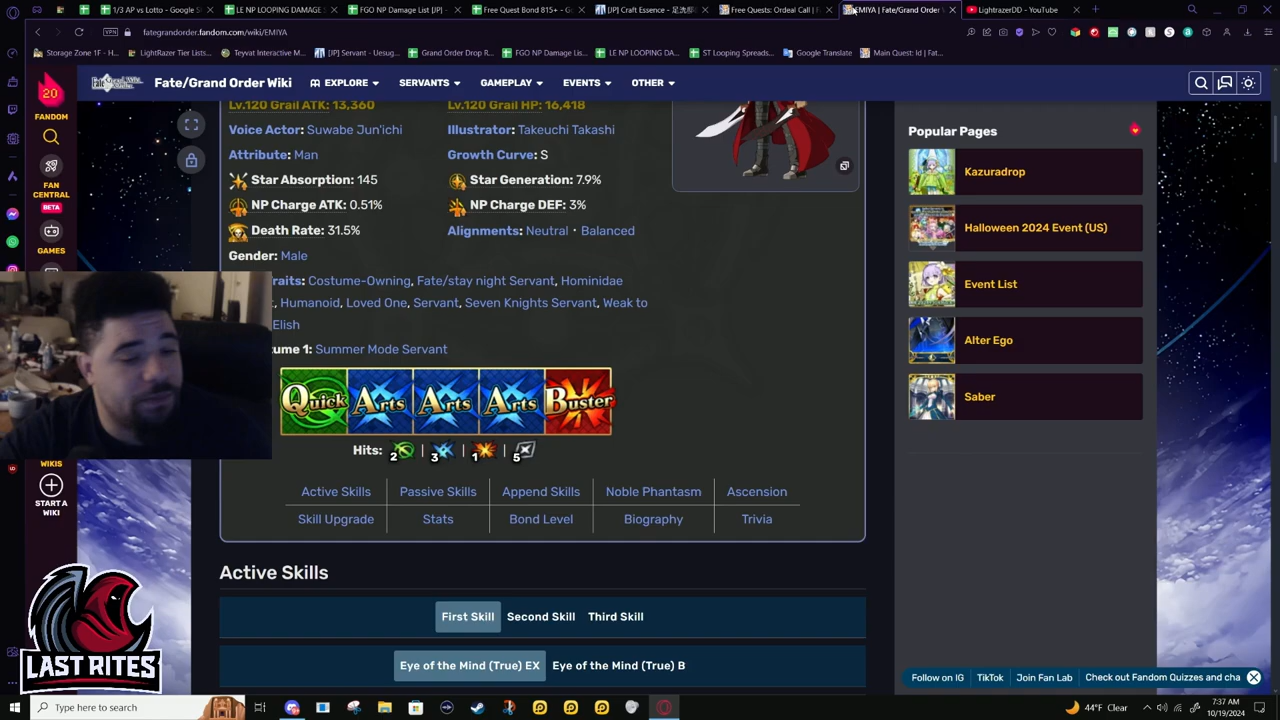 1/3 AP vs Lotto - Google S
LE NP LOOPING DAMAGE
FGO NP Damage List [JP] -
Free Quest Bond 815+ - Go
[JP] Craft Essence - 足洗邸
Free Quests: Ordeal Call | F
EMIYA | Fate/Grand Order
LightrazerDD - YouTube
VPN
fategrandorder.fandom.com/wiki/EMIYA
Storage Zone 1F - H...
LightRazer Tier Lists...
Teyvat Interactive M...
[JP] Servant - Uesug...
Grand Order Drop R...
FGO NP Damage Lis...
LE NP LOOPING DA...
ST Looping Spreads...
Google Translate
Main Quest: Id | Fat...
20
FANDOM
FAN CENTRAL
BETA
GAMES
WIKIS
START A WIKI
Fate/Grand Order Wiki
EXPLORE
SERVANTS
GAMEPLAY
EVENTS
OTHER
Lv.120 Grail ATK: 13,360
Lv.120 Grail HP: 16,418
Voice Actor: Suwabe Jun'ichi
Illustrator: Takeuchi Takashi
Attribute: Man
Growth Curve: S
Star Absorption: 145
Star Generation: 7.9%
NP Charge ATK: 0.51%
NP Charge DEF: 3%
Death Rate: 31.5%
Alignments: Neutral・Balanced
Gender: Male
raits: Costume-Owning, Fate/stay night Servant, Hominidae
t, Humanoid, Loved One, Servant, Seven Knights Servant, Weak to
Elish
tume 1: Summer Mode Servant
Quick Arts Arts Arts Buster
Hits: 2 | 3 | 1 | 5
Active Skills
Passive Skills
Append Skills
Noble Phantasm
Ascension
Skill Upgrade
Stats
Bond Level
Biography
Trivia
Active Skills
First Skill
Second Skill
Third Skill
Eye of the Mind (True) EX
Eye of the Mind (True) B
Popular Pages
Kazuradrop
Halloween 2024 Event (US)
Event List
Alter Ego
Saber
Follow on IG
TikTok
Join Fan Lab
Check out Fandom Quizzes and cha
LAST RITES
Type here to search
44°F Clear
7:37 AM
10/19/2024